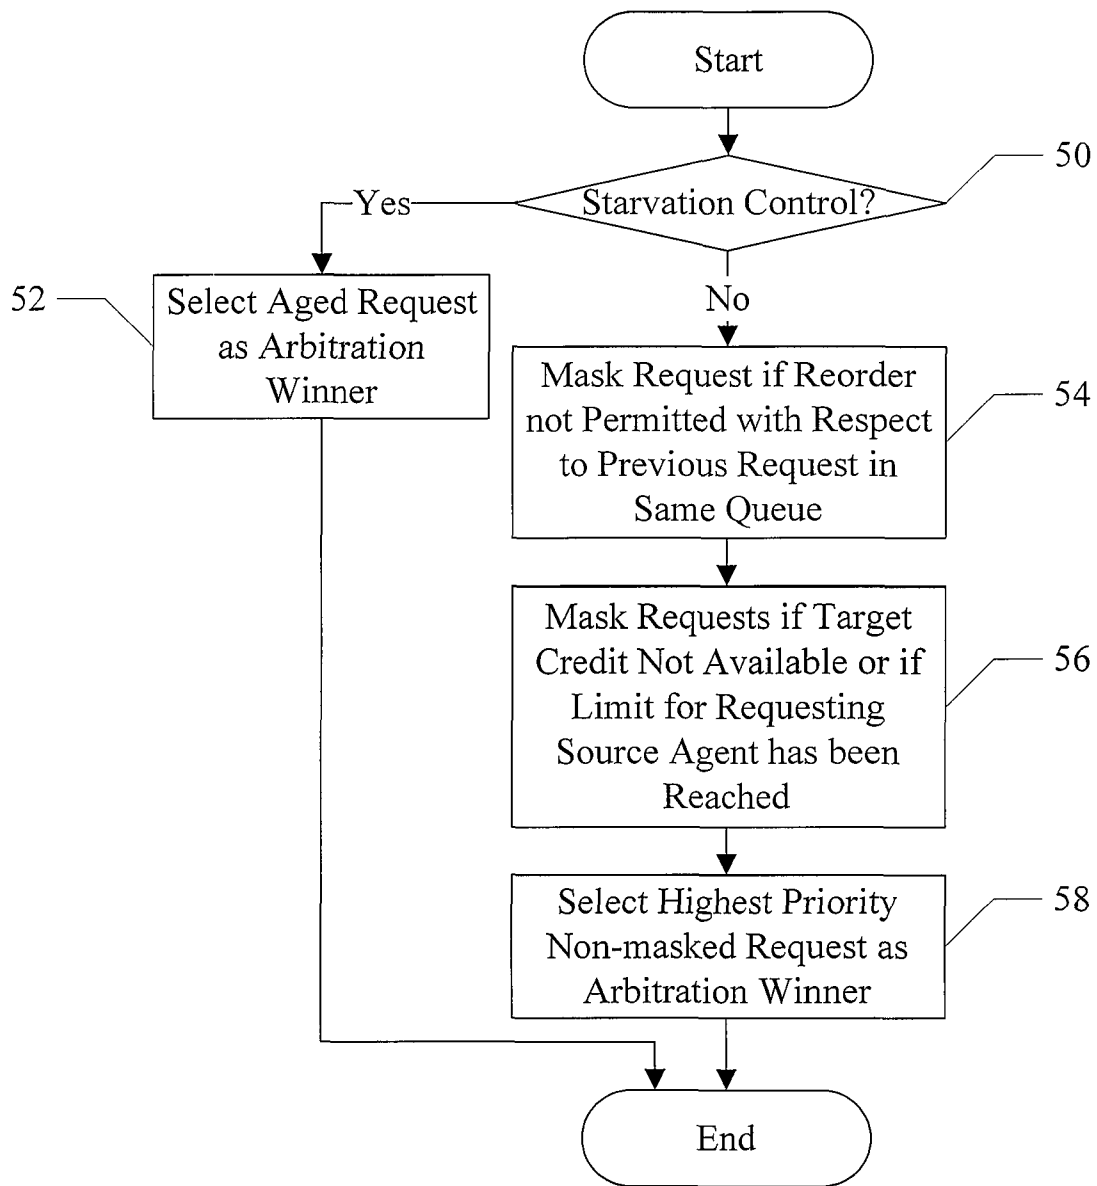 Start
50
Starvation Control?
Yes
No
52
Select Aged Request
as Arbitration
Winner
Mask Request if Reorder
not Permitted with Respect
to Previous Request in
Same Queue
54
Mask Requests if Target
Credit Not Available or if
Limit for Requesting
Source Agent has been
Reached
56
Select Highest Priority
Non-masked Request as
Arbitration Winner
58
End